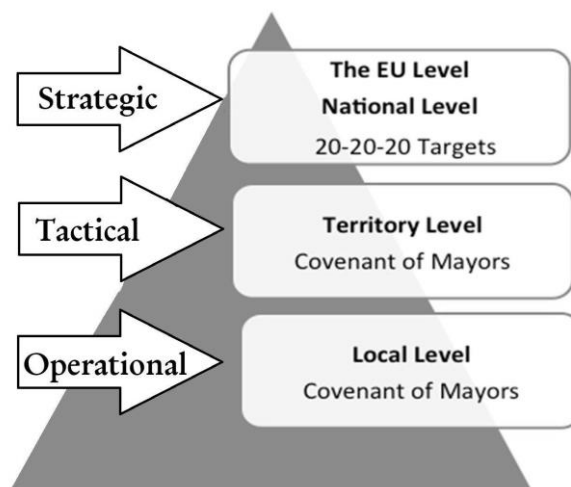 Strategic
The EU Level
National Level
20-20-20 Targets
Tactical
Territory Level
Covenant of Mayors
Operational
Local Level
Covenant of Mayors